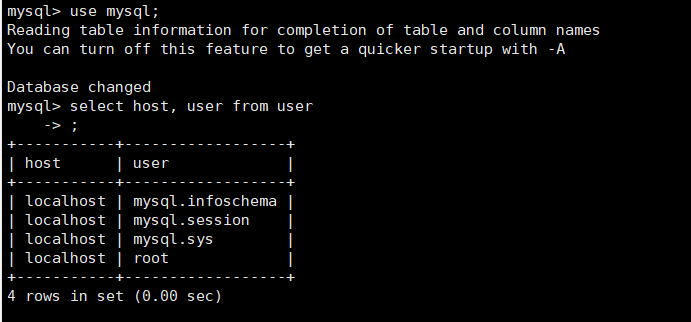 mysql> use mysql;
Reading table information for completion of table and column names
You can turn off this feature to get a quicker startup with -A

Database changed
mysql> select host, user from user
    -> ;
+-----------+------------------+
| host      | user             |
+-----------+------------------+
| localhost | mysql.infoschema |
| localhost | mysql.session    |
| localhost | mysql.sys        |
| localhost | root             |
+-----------+------------------+
4 rows in set (0.00 sec)